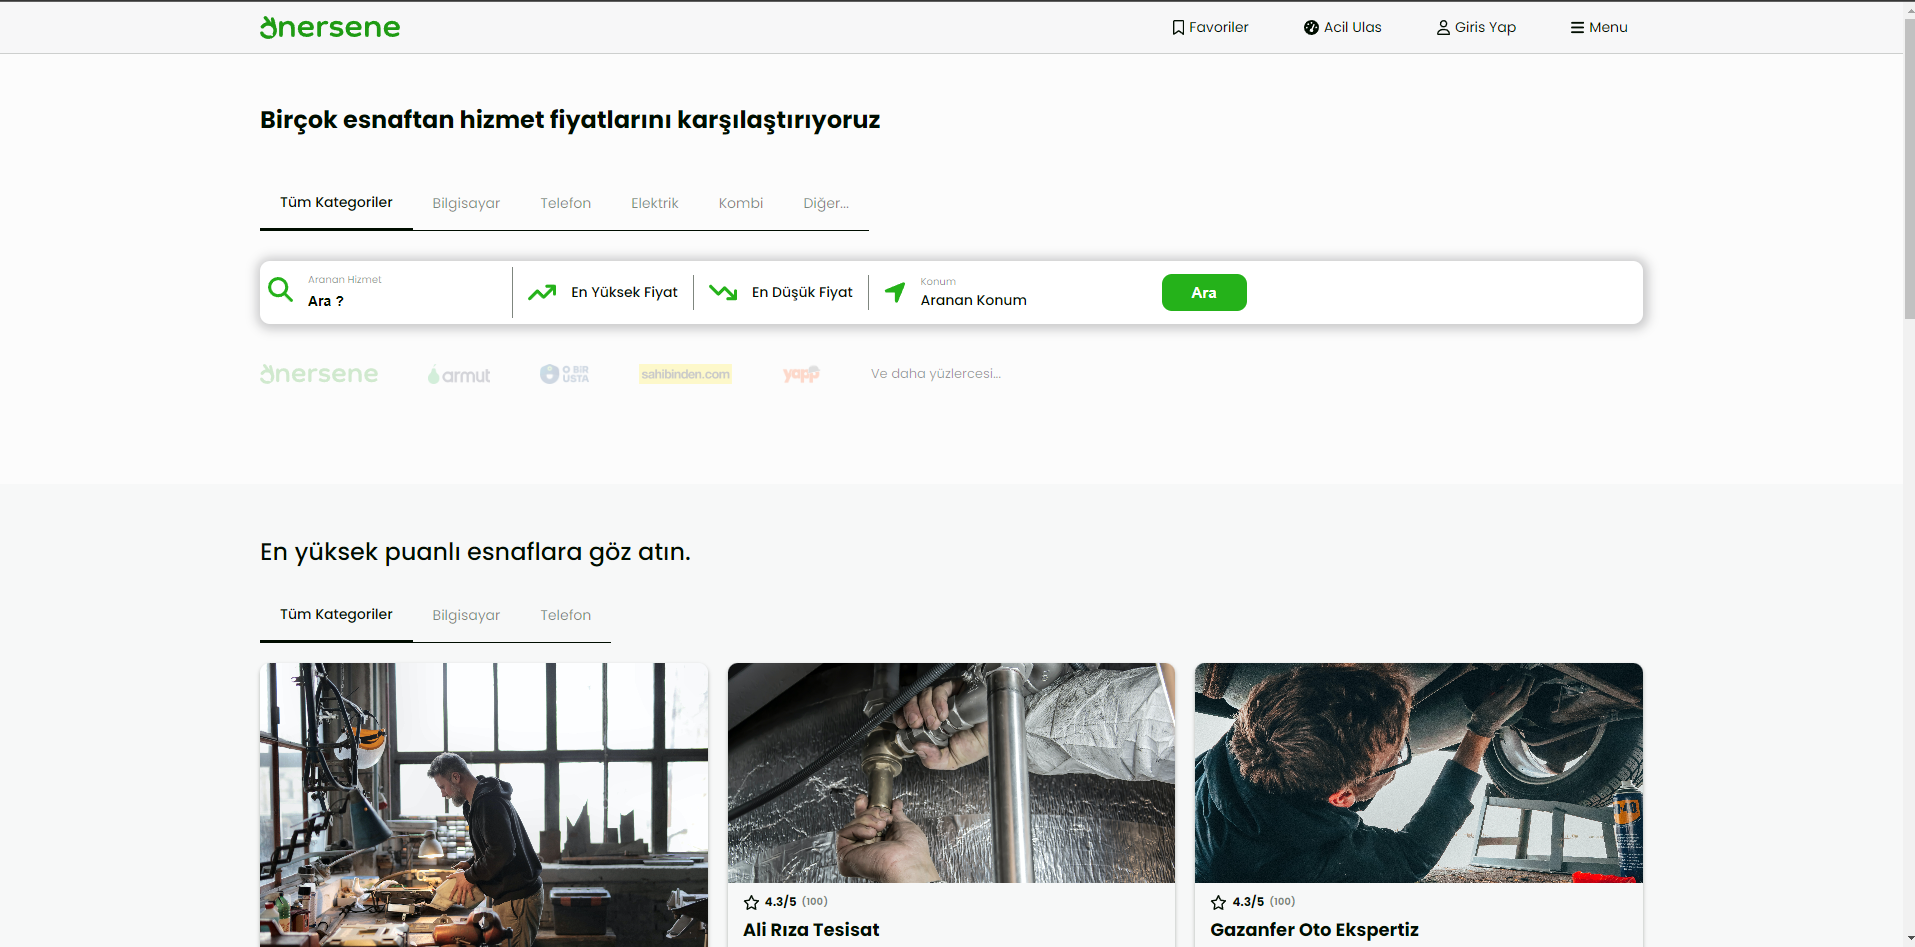 önersene
Favoriler
Acil Ulas
Giris Yap
Menu
Birçok esnaftan hizmet fiyatlarını karşılaştırıyoruz
Tüm Kategoriler
Bilgisayar
Telefon
Elektrik
Kombi
Diğer...
Aranan Hizmet
Ara ?
En Yüksek Fiyat
En Düşük Fiyat
Konum
Aranan Konum
Ara
önersene
armut
O BİR
USTA
sahibinden.com
yapp
Ve daha yüzlercesi...
En yüksek puanlı esnaflara göz atın.
Tüm Kategoriler
Bilgisayar
Telefon
4.3/5 (100)
Ali Rıza Tesisat
4.3/5 (100)
Gazanfer Oto Ekspertiz